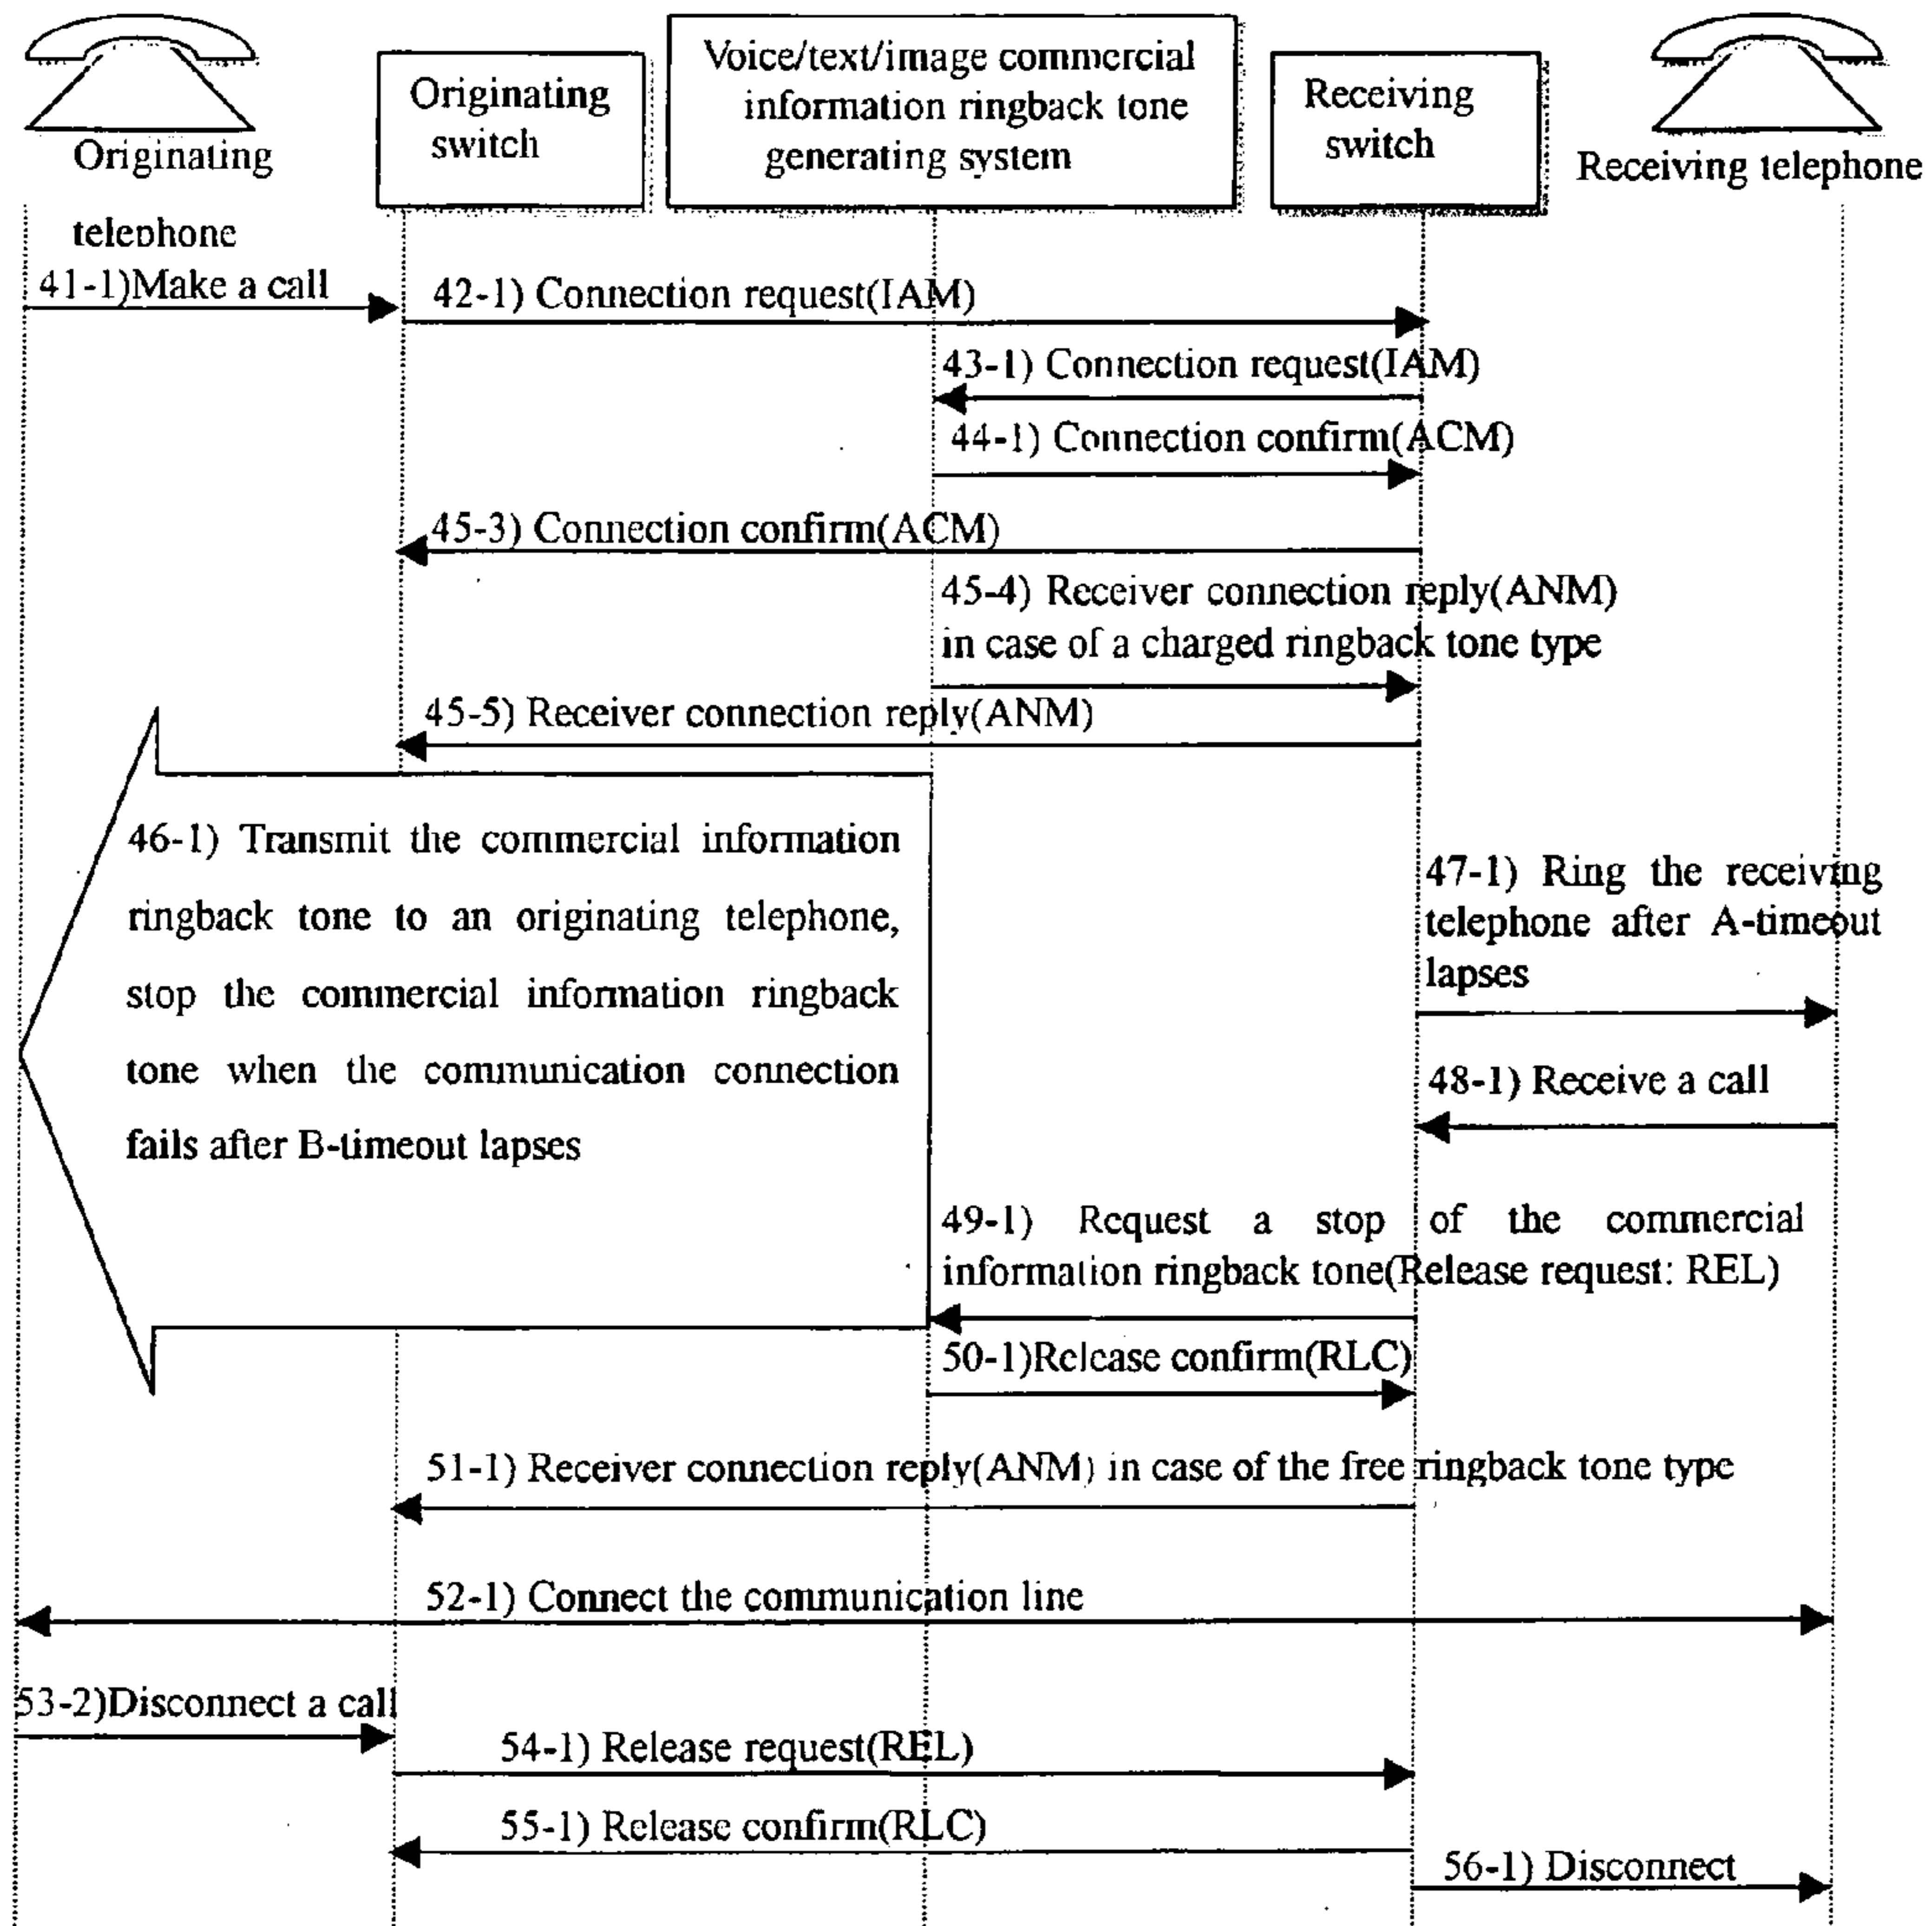 Originating
telephone
Originating
switch
Voice/text/image commercial
information ringback tone
generating system
Receiving
switch
Receiving telephone
41-1)Make a call
42-1) Connection request(IAM)
43-1) Connection request(IAM)
44-1) Connection confirm(ACM)
45-3) Connection confirm(ACM)
45-4) Receiver connection reply(ANM)
in case of a charged ringback tone type
45-5) Receiver connection reply(ANM)
46-1) Transmit the commercial information
ringback tone to an originating telephone,
stop the commercial information ringback
tone when the communication connection
fails after B-timeout lapses
47-1) Ring the receiving
telephone after A-timeout
lapses
48-1) Receive a call
49-1) Request a stop of the commercial
information ringback tone(Release request: REL)
50-1)Release confirm(RLC)
51-1) Receiver connection reply(ANM) in case of the free ringback tone type
52-1) Connect the communication line
53-2)Disconnect a call
54-1) Release request(REL)
55-1) Release confirm(RLC)
56-1) Disconnect